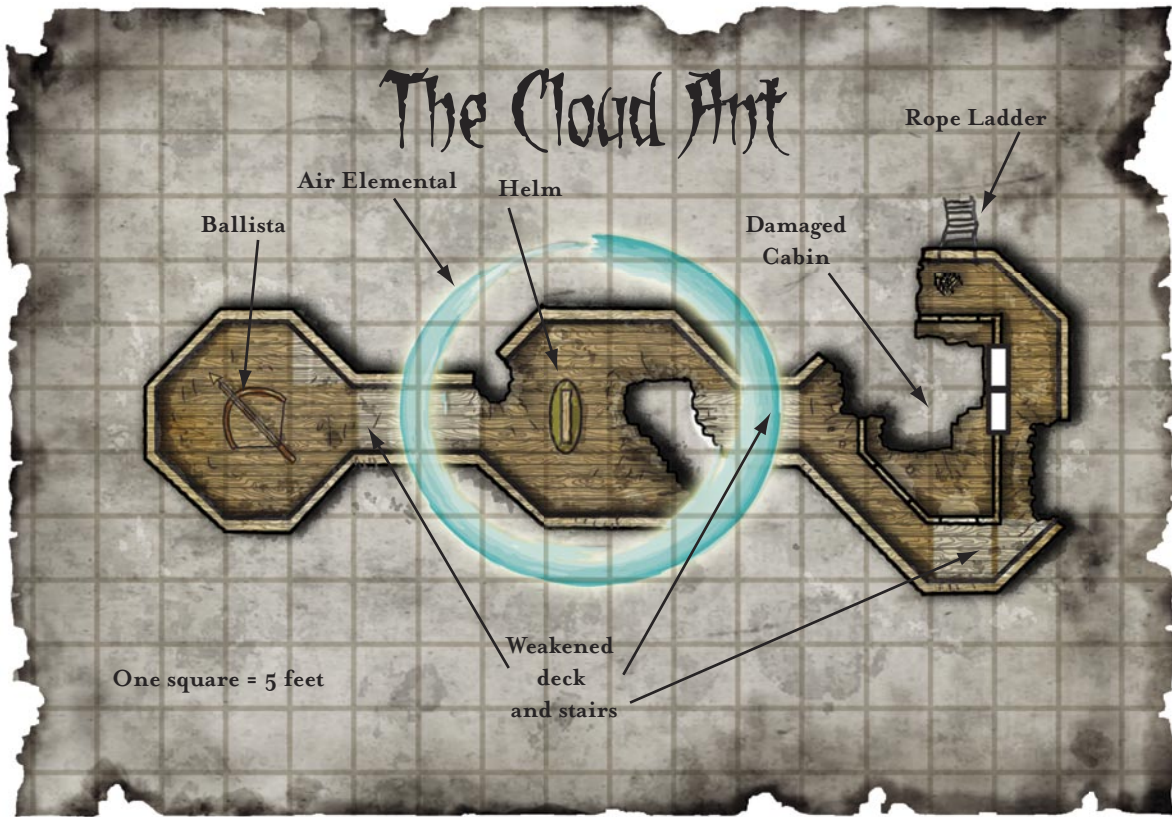 The Cloud Ant
Rope Ladder
Air Elemental
Helm
Ballista
Damaged
Cabin
Weakened
deck
and stairs
One square = 5 feet